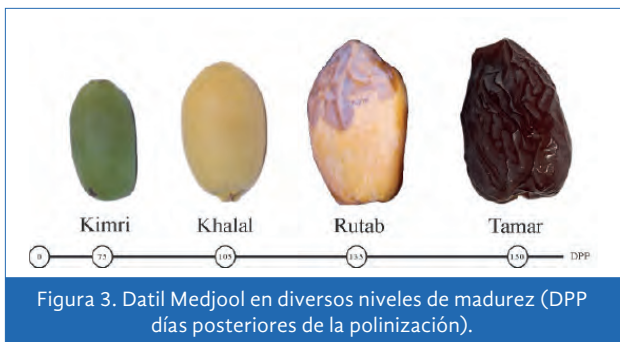 Kimri Khalal Rutab Tamar
0 75 105 135 150 DPP
Figura 3. Datil Medjool en diversos niveles de madurez (DPP
días posteriores de la polinización).